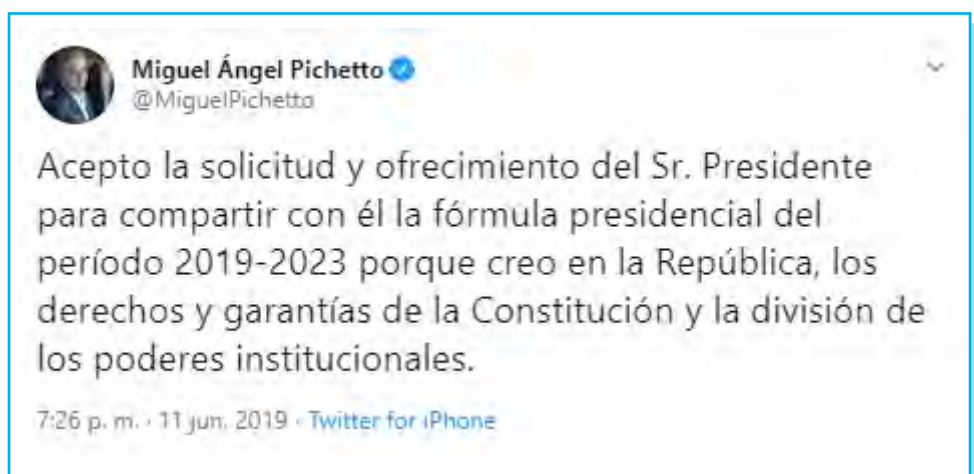 Miguel Ángel Pichetto
@MiguelPichetto
Acepto la solicitud y ofrecimiento del Sr. Presidente
para compartir con él la fórmula presidencial del
período 2019-2023 porque creo en la República, los
derechos y garantías de la Constitución y la división de
los poderes institucionales.
7:26 p. m. · 11 jun. 2019 · Twitter for iPhone